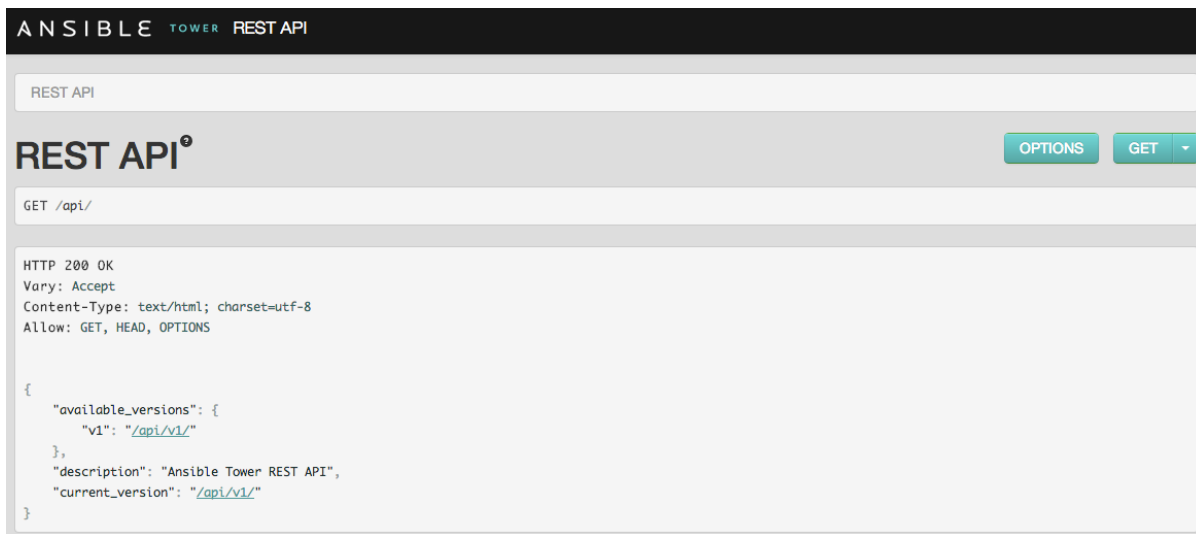 ANSIBLE TOWER REST API
REST API
REST API
OPTIONS
GET
GET /api/
HTTP 200 OK
Vary: Accept
Content-Type: text/html; charset=utf-8
Allow: GET, HEAD, OPTIONS
{
"available_versions": {
"v1": "/api/v1/"
},
"description": "Ansible Tower REST API",
"current_version": "/api/v1/"
}